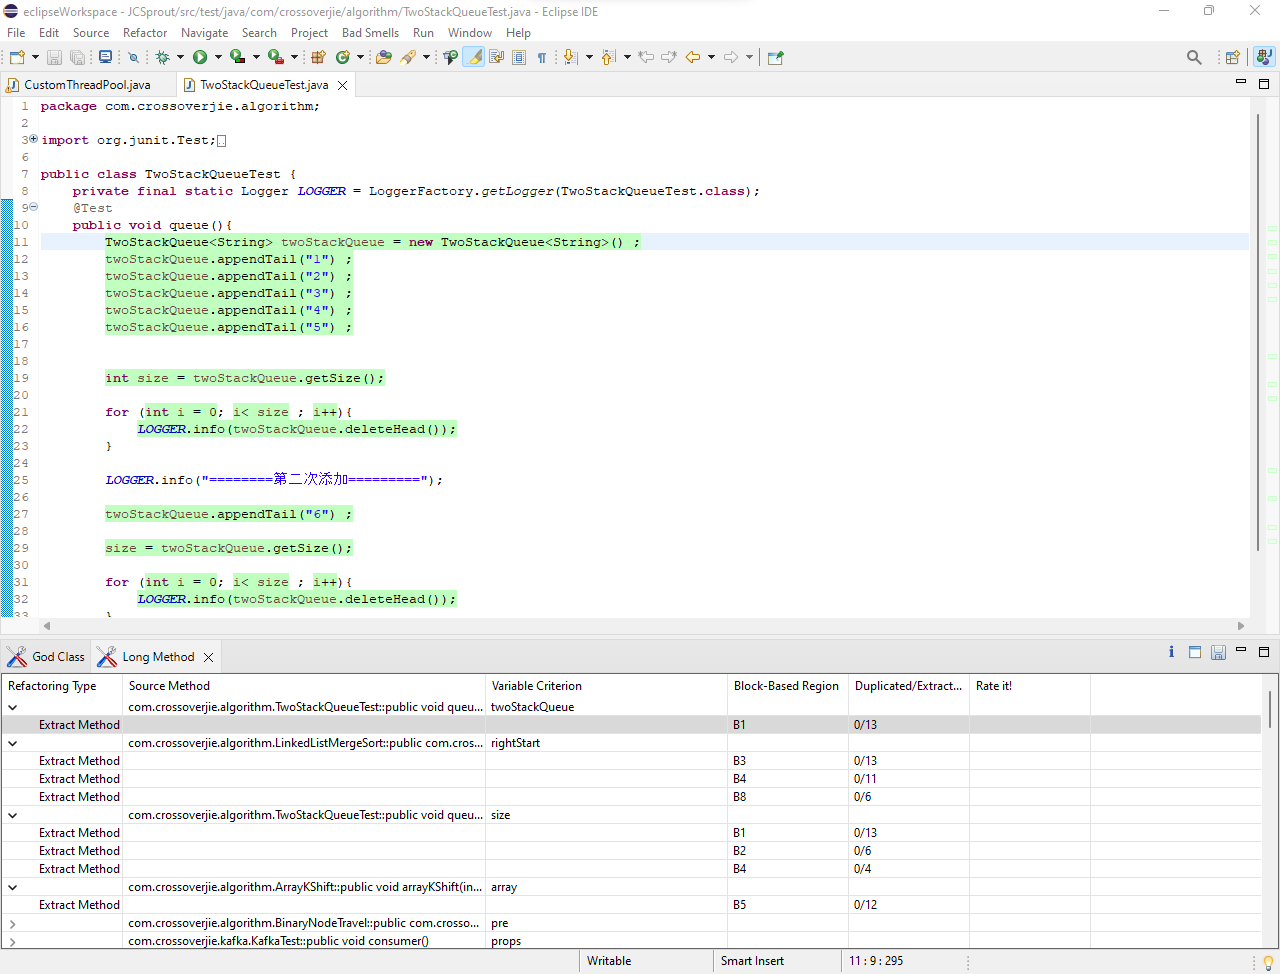 eclipseWorkspace - JCSprout/src/test/java/com/crossoverjie/algorithm/TwoStackQueueTest.java - Eclipse IDE
File Edit Source Refactor Navigate Search Project Bad Smells Run Window Help
CustomThreadPool.java TwoStackQueueTest.java
1 package com.crossoverjie.algorithm;
2
3 import org.junit.Test;
6
7 public class TwoStackQueueTest {
8 private final static Logger LOGGER = LoggerFactory.getLogger(TwoStackQueueTest.class);
9 @Test
10 public void queue(){
11 TwoStackQueue<String> twoStackQueue = new TwoStackQueue<String>() ;
12 twoStackQueue.appendTail("1") ;
13 twoStackQueue.appendTail("2") ;
14 twoStackQueue.appendTail("3") ;
15 twoStackQueue.appendTail("4") ;
16 twoStackQueue.appendTail("5") ;
17
18
19 int size = twoStackQueue.getSize();
20
21 for (int i = 0; i< size ; i++){
22 LOGGER.info(twoStackQueue.deleteHead());
23 }
24
25 LOGGER.info("========第二次添加=========");
26
27 twoStackQueue.appendTail("6") ;
28
29 size = twoStackQueue.getSize();
30
31 for (int i = 0; i< size ; i++){
32 LOGGER.info(twoStackQueue.deleteHead());
33 }
God Class Long Method
Refactoring Type Source Method Variable Criterion Block-Based Region Duplicated/Extract... Rate it!
com.crossoverjie.algorithm.TwoStackQueueTest::public void queu... twoStackQueue
Extract Method B1 0/13
com.crossoverjie.algorithm.LinkedListMergeSort::public com.cros... rightStart
Extract Method B3 0/13
Extract Method B4 0/11
Extract Method B8 0/6
com.crossoverjie.algorithm.TwoStackQueueTest::public void queu... size
Extract Method B1 0/13
Extract Method B2 0/6
Extract Method B4 0/4
com.crossoverjie.algorithm.ArrayKShift::public void arrayKShift(in... array
Extract Method B5 0/12
com.crossoverjie.algorithm.BinaryNodeTravel::public com.crosso... pre
com.crossoverjie.kafka.KafkaTest::public void consumer() props
Writable Smart Insert 11 : 9 : 295